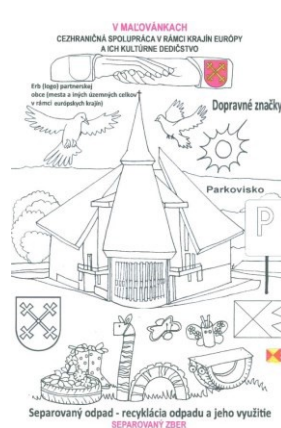 V MAĽOVÁNKACH
CEZHRANIČNÁ SPOLUPRÁCA V RÁMCI KRAJÍN EURÓPY
A ICH KULTÚRNE DEDIČSTVO
Erb (logo) partnerskej
obce (mesta a iných územných celkov
v rámci európskych krajín)
Dopravné značky
Parkovisko
P
Separovaný odpad - recyklácia odpadu a jeho využitie
SEPAROVANÝ ZBER